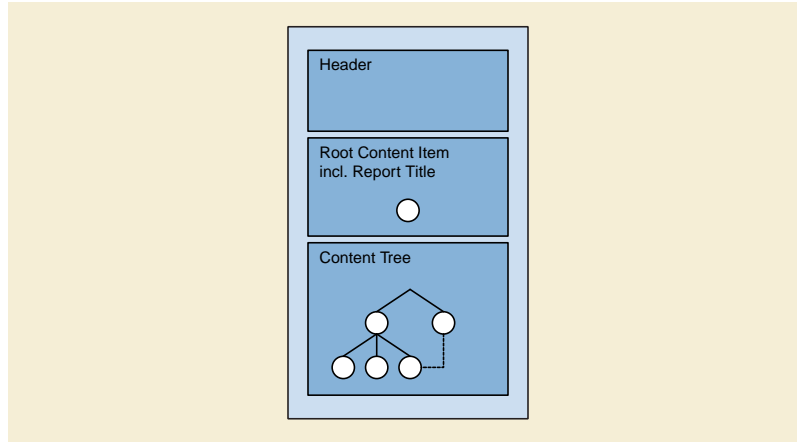 Header
Root Content Item
incl. Report Title
Content Tree